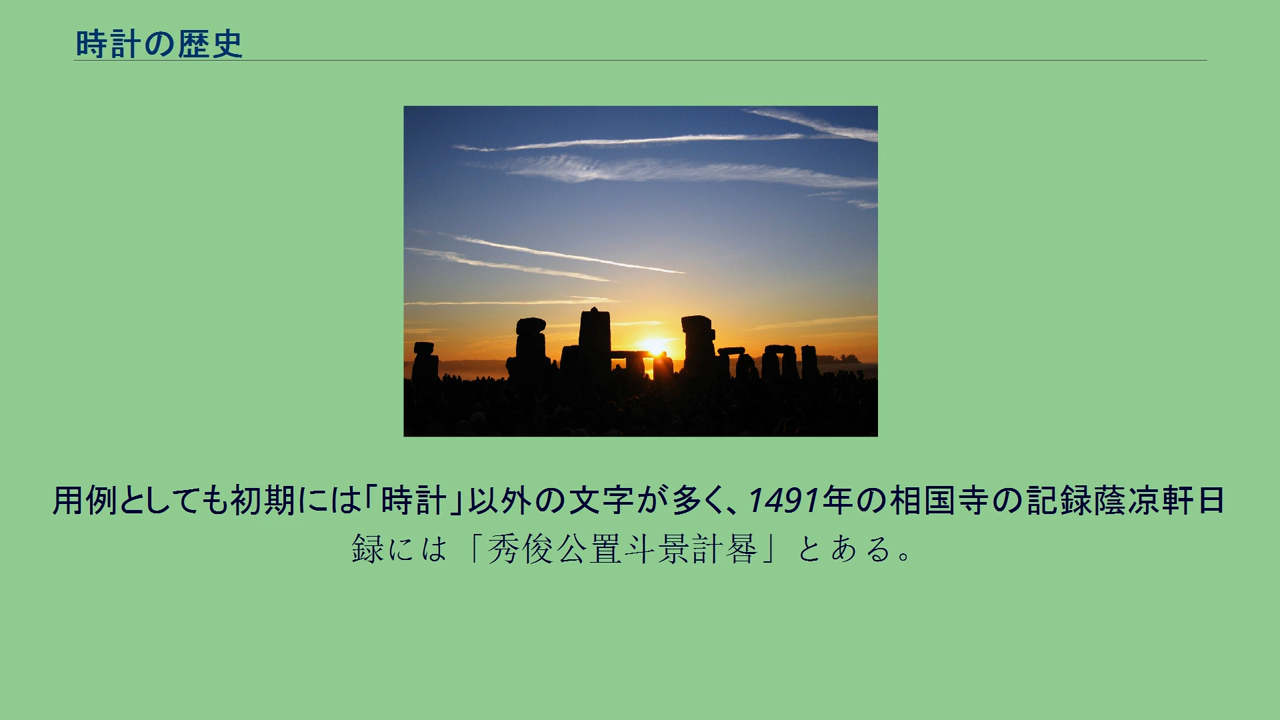 時計の歴史
用例としても初期には「時計」以外の文字が多く、1491年の相国寺の記録蔭凉軒日
録には「秀俊公置斗景計晷」とある。